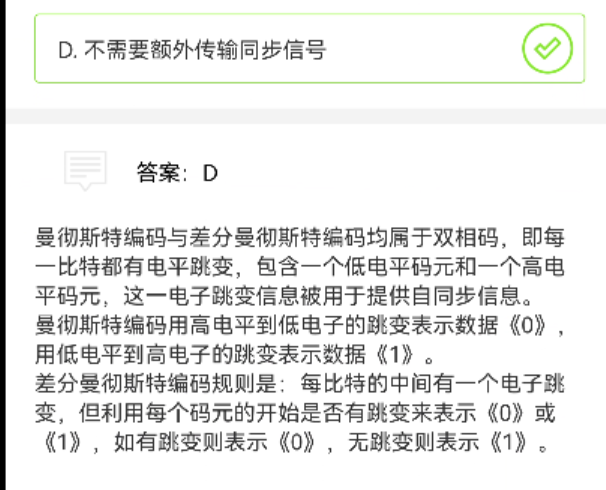 D. 不需要额外传输同步信号
答案：D
曼彻斯特编码与差分曼彻斯特编码均属于双相码，即每
一比特都有电平跳变，包含一个低电平码元和一个高电
平码元，这一电子跳变信息被用于提供自同步信息。
曼彻斯特编码用高电平到低电子的跳变表示数据《0》，
用低电平到高电子的跳变表示数据《1》。
差分曼彻斯特编码规则是：每比特的中间有一个电子跳
变，但利用每个码元的开始是否有跳变来表示《0》或
《1》，如有跳变则表示《0》，无跳变则表示《1》。